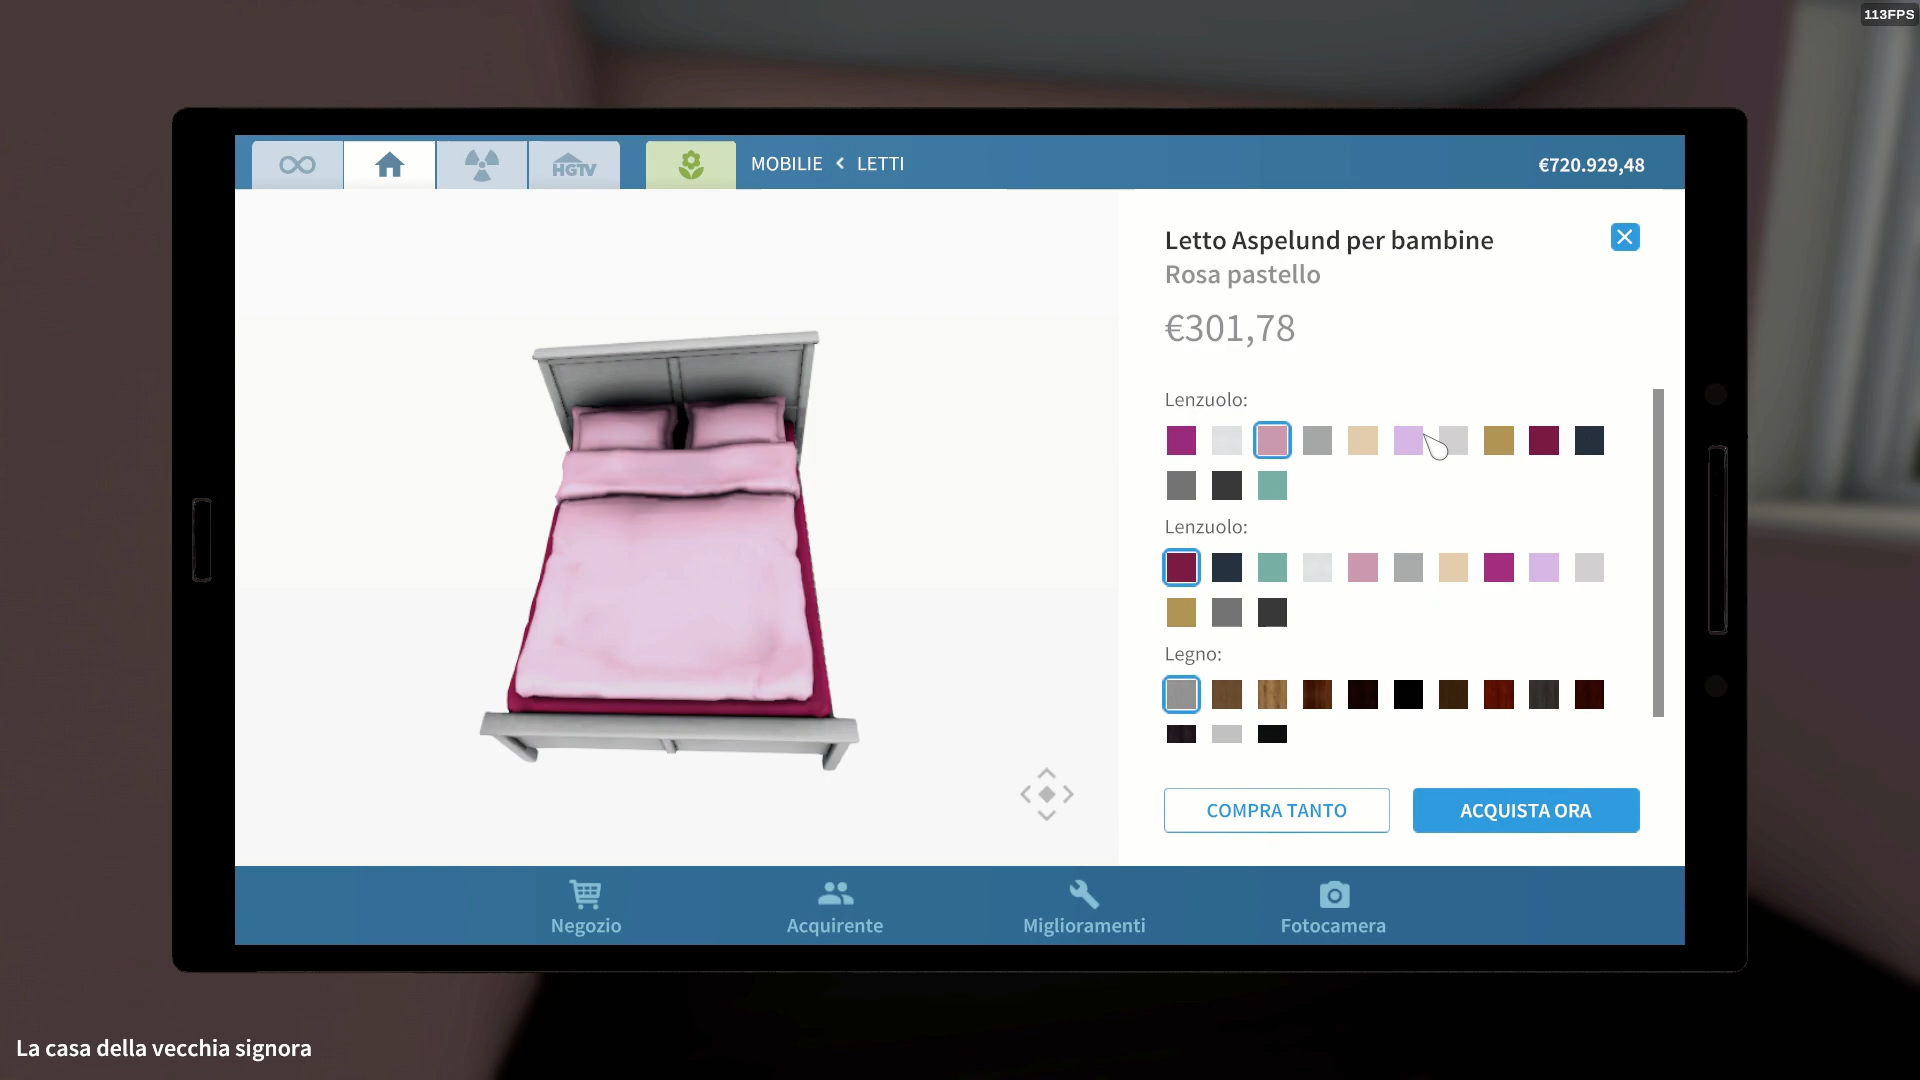 113FPS
HGTV
MOBILIE < LETTI
€720.929,48
Letto Aspelund per bambine
Rosa pastello
€301,78
Lenzuolo:
Lenzuolo:
Legno:
COMPRA TANTO
ACQUISTA ORA
Negozio
Acquirente
Miglioramenti
Fotocamera
La casa della vecchia signora